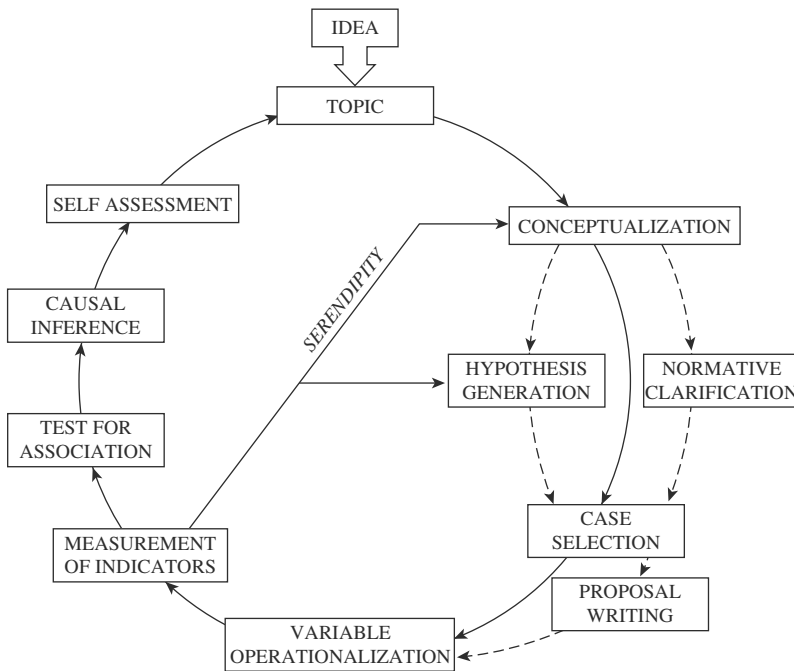 IDEA
TOPIC
SELF ASSESSMENT
CONCEPTUALIZATION
SERENDIPITY
CAUSAL
INFERENCE
HYPOTHESIS
GENERATION
NORMATIVE
CLARIFICATION
TEST FOR
ASSOCIATION
CASE
SELECTION
MEASUREMENT
OF INDICATORS
PROPOSAL
WRITING
VARIABLE
OPERATIONALIZATION